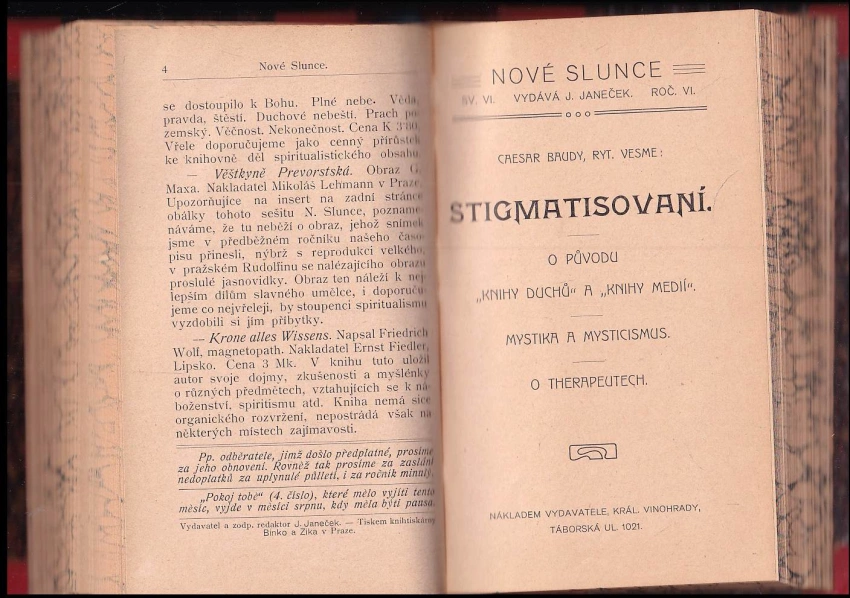 4
Nové Slunce.
se dostoupilo k Bohu. Plné nebe. Věda,
pravda, štěstí. Duchové nebeští. Prach po
zemský. Věčnost. Nekonečnost. Cena K 3'80.
Vřele doporučujeme jako cenný přírůstek
ke knihovně děl spiritualistického obsahu.
— Věštkyně Prevorstská. Obraz G.
Maxa. Nakladatel Mikoláš Lehmann v Praze.
Upozorňujíce na insert na zadní stránce
obálky tohoto sešitu N. Slunce, pozname
náváme, že tu neběží o obraz, jehož snímek
jsme v předběžném ročníku našeho časo
pisu přinesli, nýbrž s reprodukci velkého,
v pražském Rudolfinu se nalézajícího obrazu
proslulé jasnovidky. Obraz ten náleží k nej
lepším dílům slavného umělce, i doporuču
jeme co nejvřeleji, by stoupenci spiritualismu
vyzdobili si jím příbytky.
— Krone alles Wissens. Napsal Friedrich
Wolf, magnetopath. Nakladatel Ernst Fiedler,
Lipsko. Cena 3 Mk. V knihu tuto uložil
autor svoje dojmy, zkušenosti a myšlénky
o různých předmětech, vztahujících se k ná
boženství, spiritismu atd. Kniha nemá sice
organického rozvržení, nepostrádá však na
některých místech zajímavosti.
Pp. odběratele, jimž došlo předplatné, prosíme
za jeho obnovení. Rovněž tak prosíme za zaslání
nedoplatků za uplynulé půlletí, i za ročník minulý.
„Pokoj tobě" (4. číslo), které mělo vyjíti tento
měsíc, vyjde v měsíci srpnu, kdy měla býti pausa.
Vydavatel a zodp. redaktor J. Janeček. — Tiskem knihtiskárny
Binko a Žika v Praze.
NOVÉ SLUNCE
SV. VI. VYDÁVÁ J. JANEČEK. ROČ. VI.
CAESAR BAUDY, RYT. VESME:
STIGMATISOVANÍ.
O PŮVODU
„KNIHY DUCHŮ" A „KNIHY MEDIÍ".
MYSTIKA A MYSTICISMUS.
O THERAPEUTECH.
NÁKLADEM VYDAVATELE, KRÁL. VINOHRADY,
TÁBORSKÁ UL. 1021.